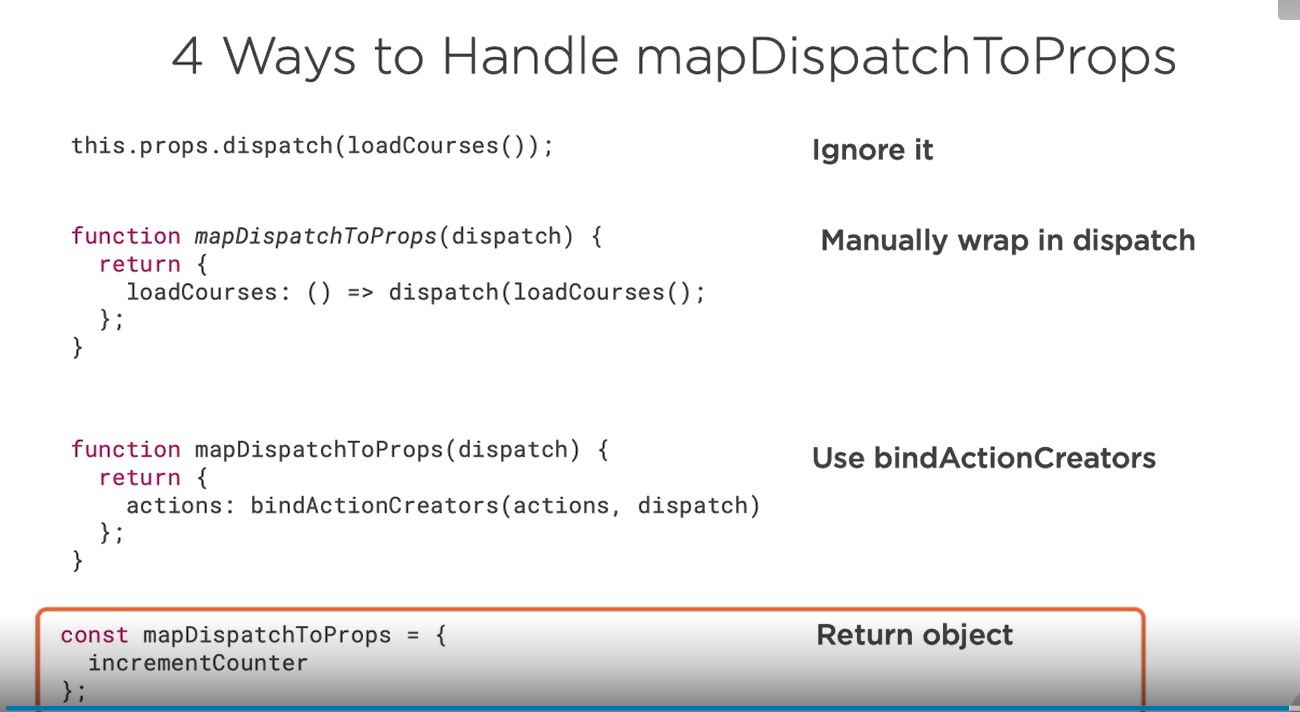 4 Ways to Handle mapDispatchToProps
this.props.dispatch(loadCourses());
Ignore it
function mapDispatchToProps(dispatch) {
  return {
    loadCourses: () => dispatch(loadCourses();
  };
}
Manually wrap in dispatch
function mapDispatchToProps(dispatch) {
  return {
    actions: bindActionCreators(actions, dispatch)
  };
}
Use bindActionCreators
const mapDispatchToProps = {
  incrementCounter
};
Return object